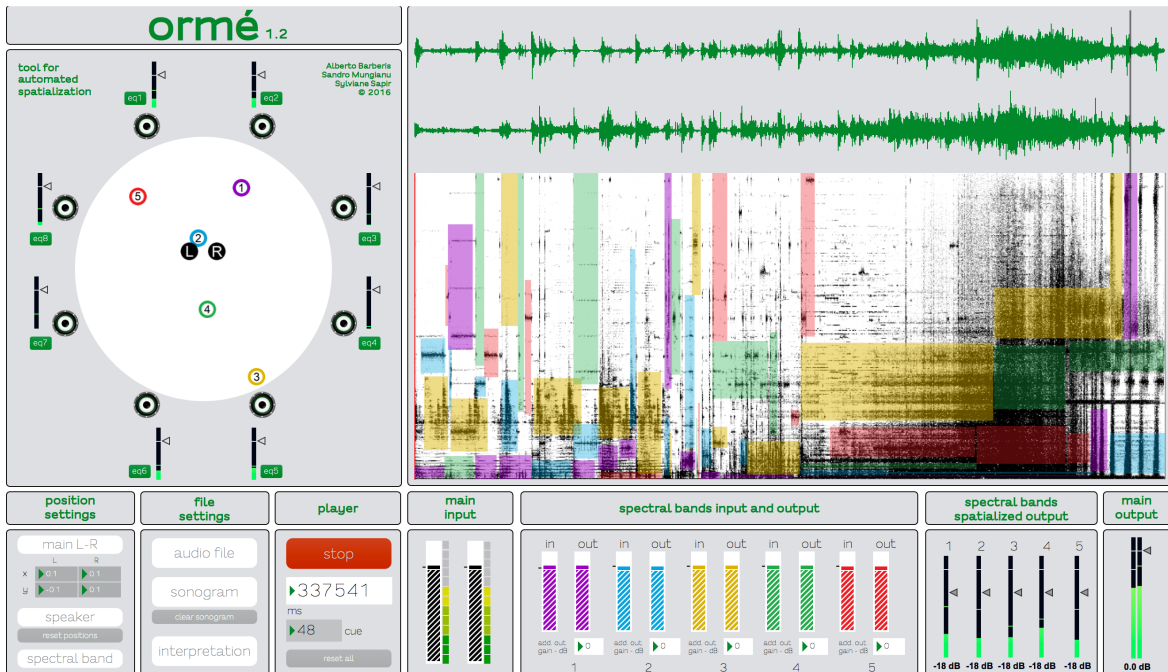 ormé 1.2
tool for
automated
spatialization
Alberto Barberis
Sandro Mungianu
Sylviane Sapir
© 2016
eq1
eq2
5
1
eq8
eq3
2
L
R
4
eq7
eq4
3
eq6
eq5
position
settings
file
settings
player
main
input
spectral bands input and output
spectral bands
spatialized output
main
output
main L-R
L R
x 0.1 0.1
y -0.1 0.1
speaker
reset positions
spectral band
audio file
sonogram
clear sonogram
interpretation
stop
337541
ms
48 cue
reset all
in out in out in out in out in out
add. out
gain - dB
0
add. out
gain - dB
0
add. out
gain - dB
0
add. out
gain - dB
0
add. out
gain - dB
0
1 2 3 4 5
1 2 3 4 5
-18 dB -18 dB -18 dB -18 dB -18 dB
0.0 dB